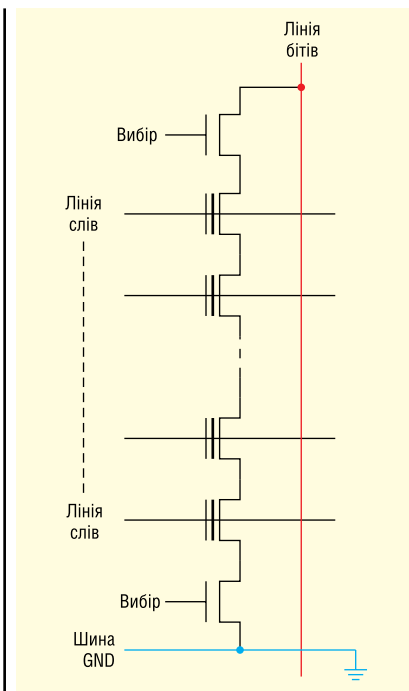 Лінія
бітів
Вибір
Лінія
слів
Лінія
слів
Вибір
Шина
GND